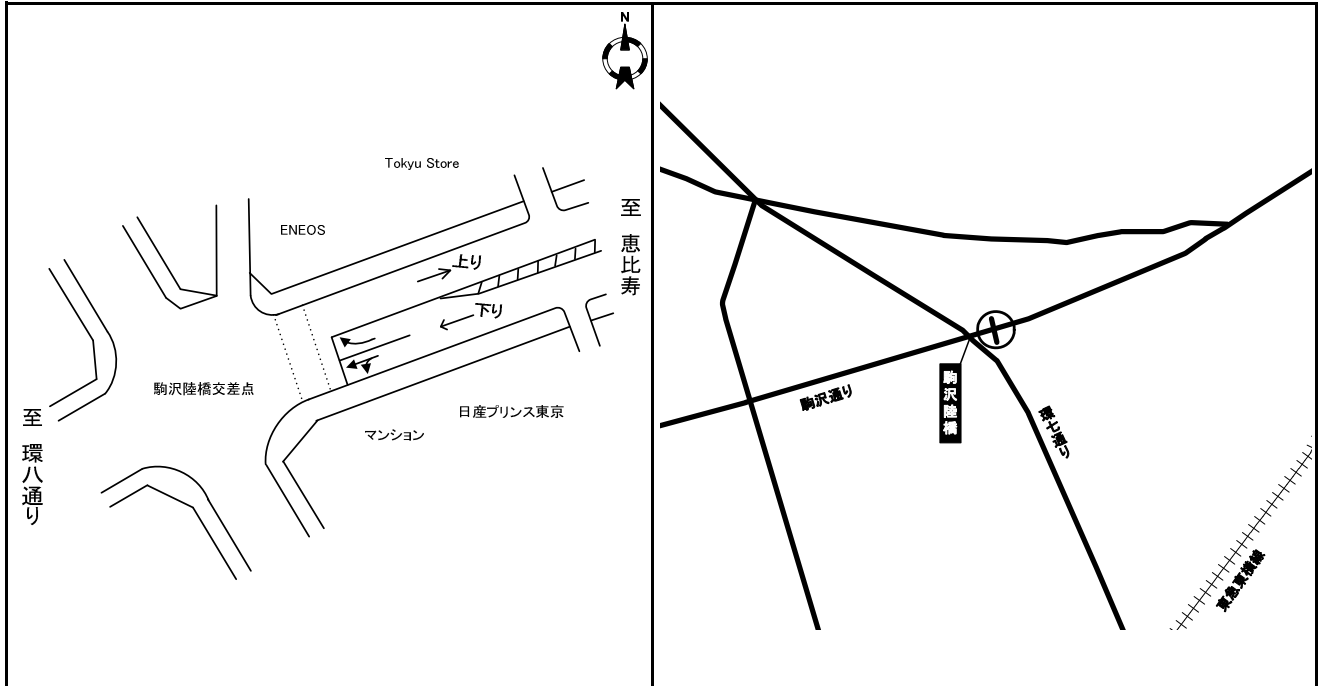 N
Tokyu Store
至 恵比寿
ENEOS
上り
下り
駒沢陸橋交差点
日産プリンス東京
マンション
至 環八通り
駒沢通り
駒沢陸橋
環七通り
東急東横線